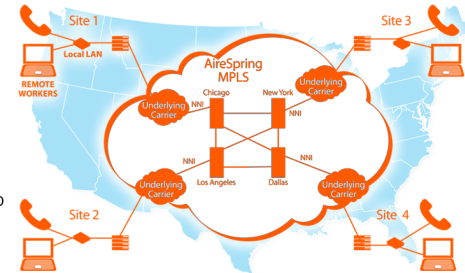 Site 1
Local LAN
REMOTE
WORKERS
Site 3
AireSpring
MPLS
Chicago
New York
Underlying
Carrier
NNI
Underlying
Carrier
NNI
NNI
NNI
Los Angeles
Dallas
Underlying
Carrier
Underlying
Carrier
Site 2
Site 4